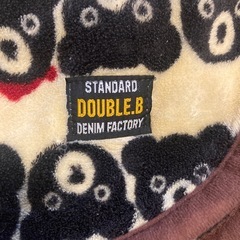 STANDARD
DOUBLE.B
DENIM FACTORY